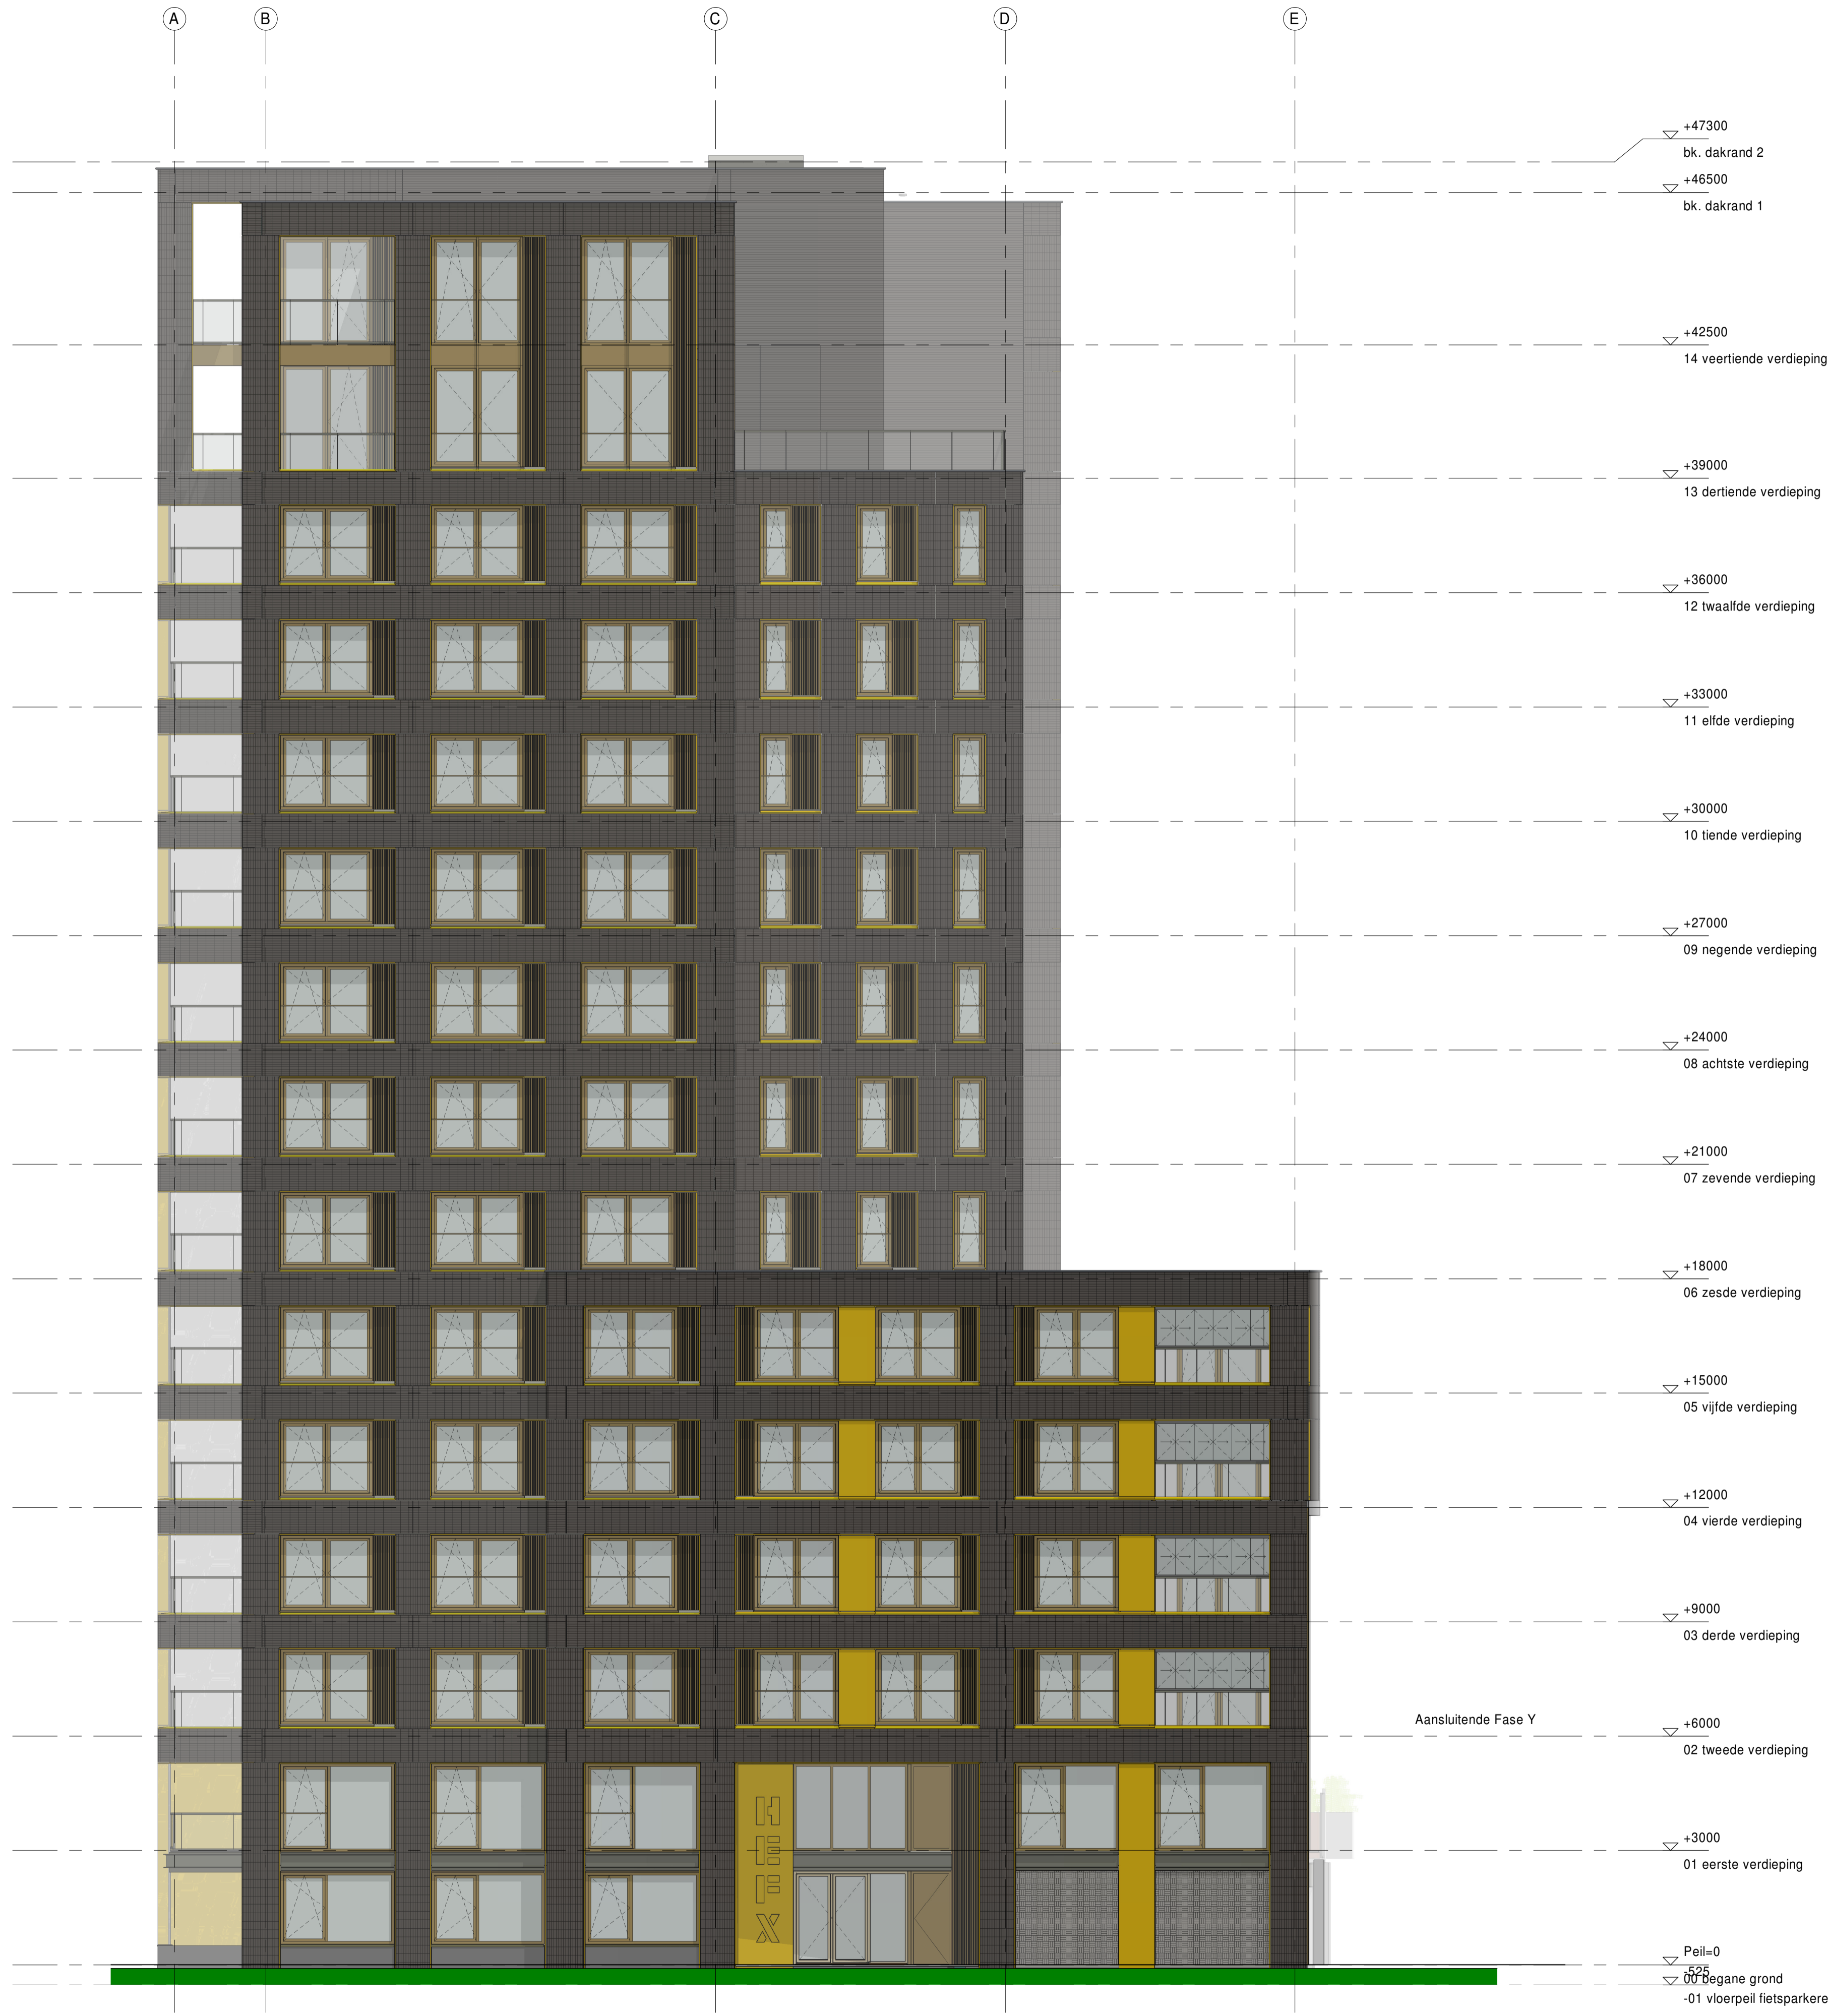 A B C D E
+47300
bk. dakrand 2
+46500
bk. dakrand 1
+42500
14 veertiende verdieping
+39000
13 dertiende verdieping
+36000
12 twaalfde verdieping
+33000
11 elfde verdieping
+30000
10 tiende verdieping
+27000
09 negende verdieping
+24000
08 achtste verdieping
+21000
07 zevende verdieping
+18000
06 zesde verdieping
+15000
05 vijfde verdieping
+12000
04 vierde verdieping
+9000
03 derde verdieping
Aansluitende Fase Y
+6000
02 tweede verdieping
HEFX
+3000
01 eerste verdieping
Peil=0
-525
00 begane grond
-01 vloerpeil fietsparkere